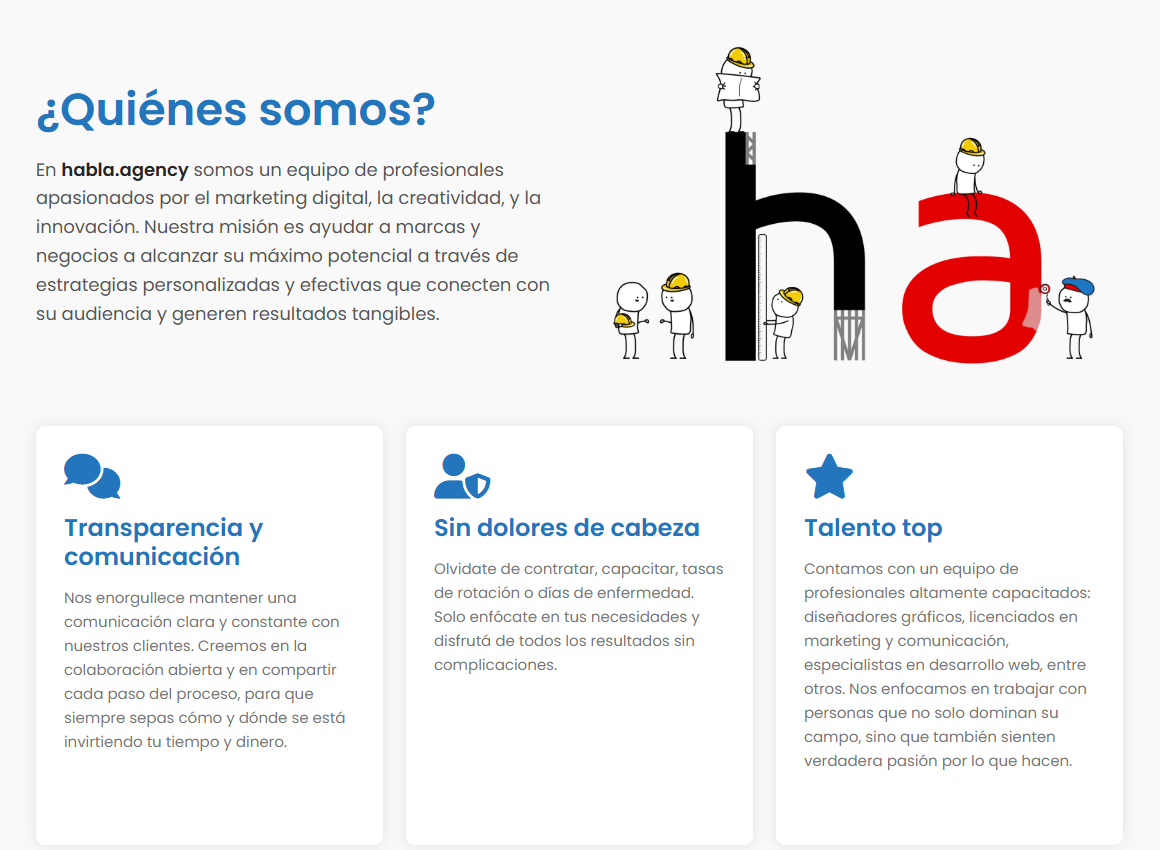 ¿Quiénes somos?
En habla.agency somos un equipo de profesionales
apasionados por el marketing digital, la creatividad, y la
innovación. Nuestra misión es ayudar a marcas y
negocios a alcanzar su máximo potencial a través de
estrategias personalizadas y efectivas que conecten con
su audiencia y generen resultados tangibles.
ha
Transparencia y
comunicación
Nos enorgullece mantener una
comunicación clara y constante con
nuestros clientes. Creemos en la
colaboración abierta y en compartir
cada paso del proceso, para que
siempre sepas cómo y dónde se está
invirtiendo tu tiempo y dinero.
Sin dolores de cabeza
Olvidate de contratar, capacitar, tasas
de rotación o días de enfermedad.
Solo enfócate en tus necesidades y
disfrutá de todos los resultados sin
complicaciones.
Talento top
Contamos con un equipo de
profesionales altamente capacitados:
diseñadores gráficos, licenciados en
marketing y comunicación,
especialistas en desarrollo web, entre
otros. Nos enfocamos en trabajar con
personas que no solo dominan su
campo, sino que también sienten
verdadera pasión por lo que hacen.